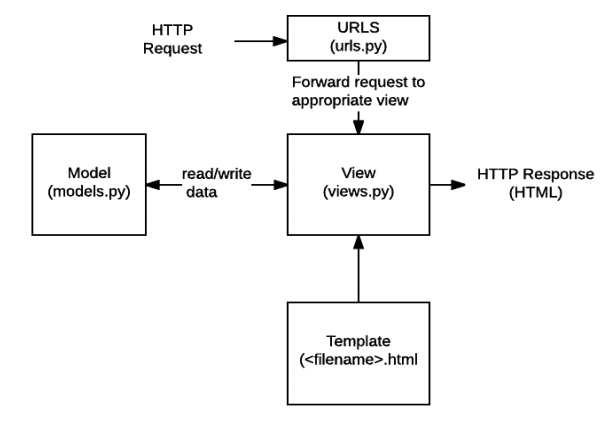 HTTP
Request
URLS
(urls.py)
Forward request to
appropriate view
Model
(models.py)
read/write
data
View
(views.py)
HTTP Response
(HTML)
Template
(<filename>.html